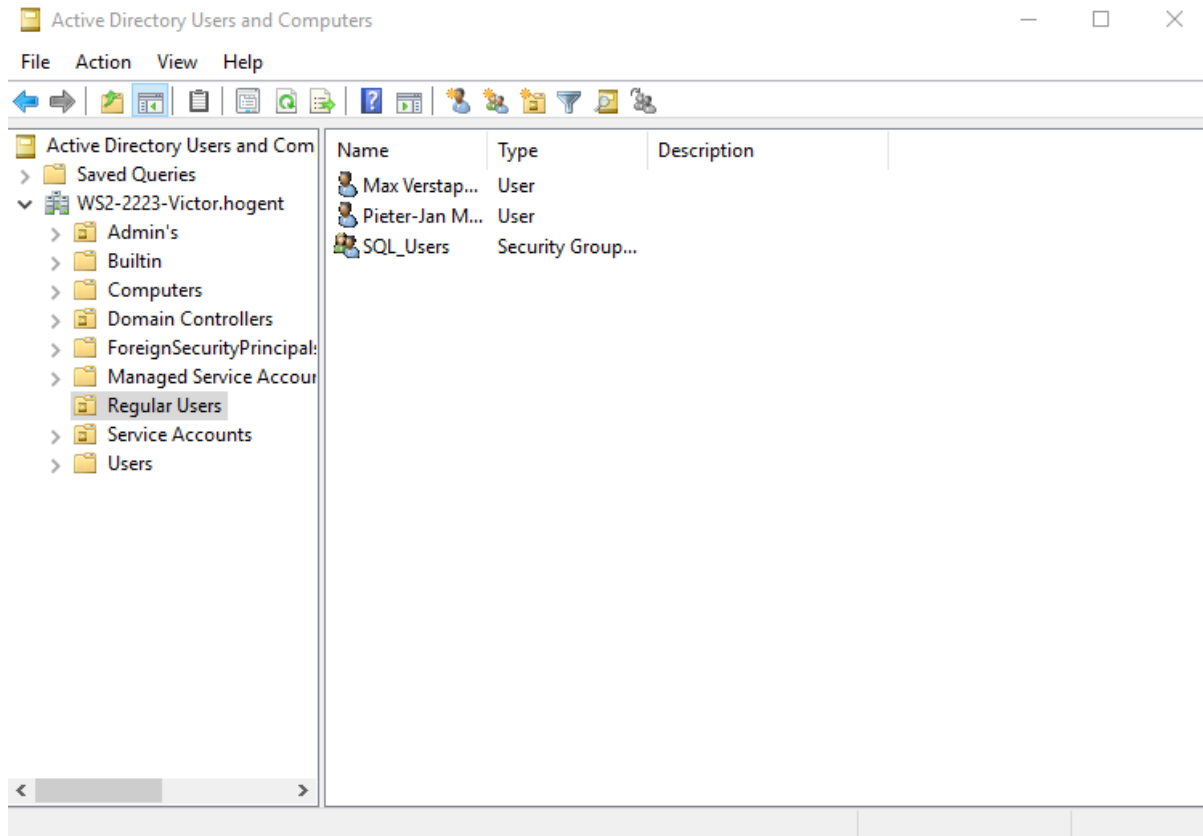 Active Directory Users and Computers
File Action View Help
Active Directory Users and Com
Saved Queries
WS2-2223-Victor.hogent
Admin's
Builtin
Computers
Domain Controllers
ForeignSecurityPrincipals
Managed Service Accour
Regular Users
Service Accounts
Users
Name Type Description
Max Verstap... User
Pieter-Jan M... User
SQL_Users Security Group...